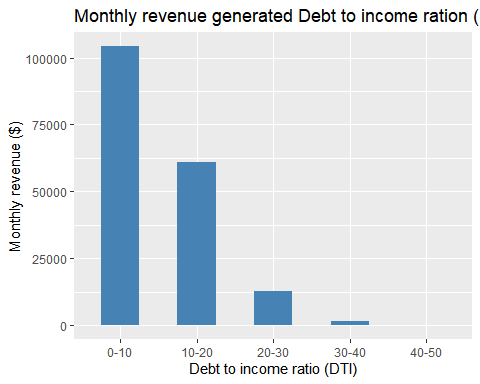 Monthly revenue generated Debt to income ration (
Monthly revenue ($)
100000
75000
50000
25000
0
0-10 10-20 20-30 30-40 40-50
Debt to income ratio (DTI)